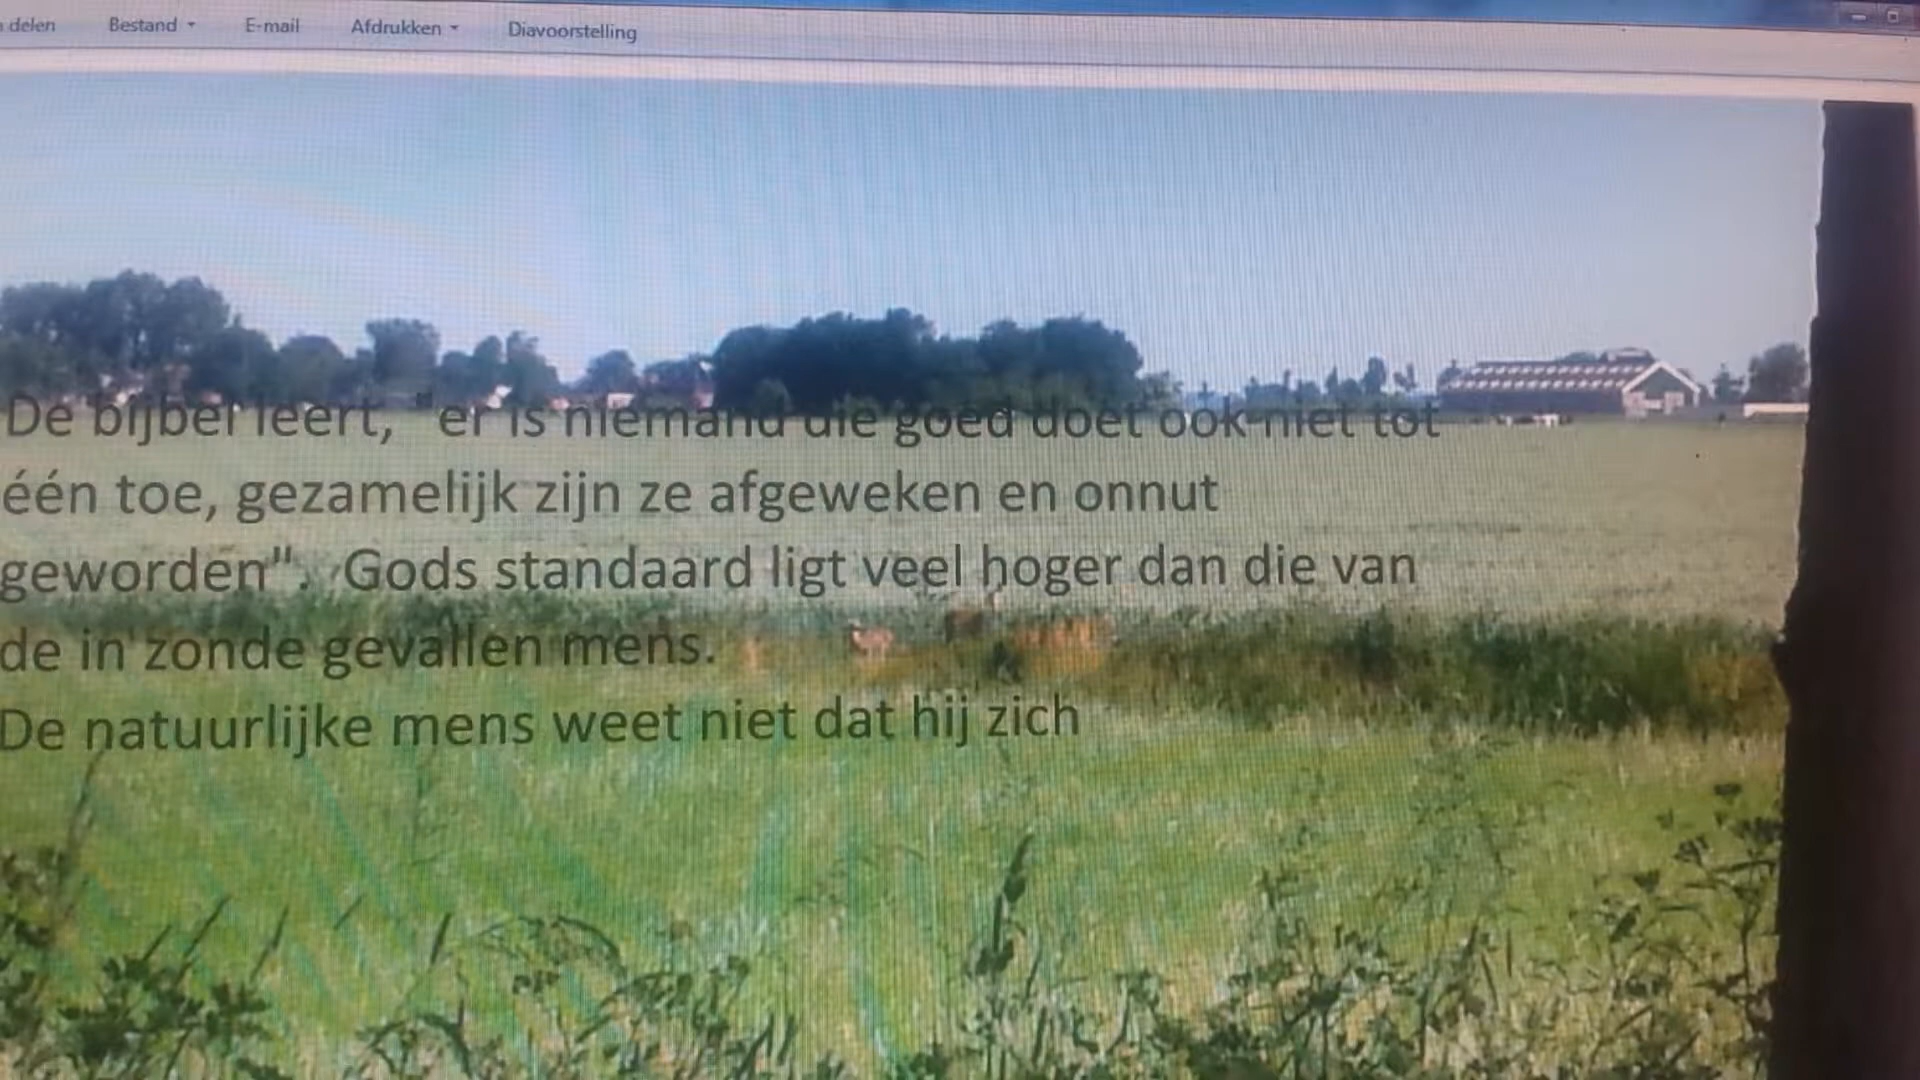 delen Bestand E-mail Afdrukken Diavoorstelling
De bijbel leert, "er is niemand die goed doet ook niet tot
één toe, gezamelijk zijn ze afgeweken en onnut
geworden". Gods standaard ligt veel hoger dan die van
de in zonde gevallen mens.
De natuurlijke mens weet niet dat hij zich